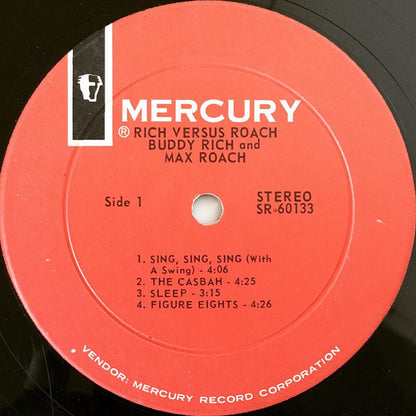 MERCURY
® RICH VERSUS ROACH
BUDDY RICH and
MAX ROACH
Side 1
STEREO
SR-60133
1. SING, SING, SING (With
A Swing) - 4:06
2. THE CASBAH - 4:25
3. SLEEP - 3:15
4. FIGURE EIGHTS - 4:26
VENDOR: MERCURY RECORD CORPORATION